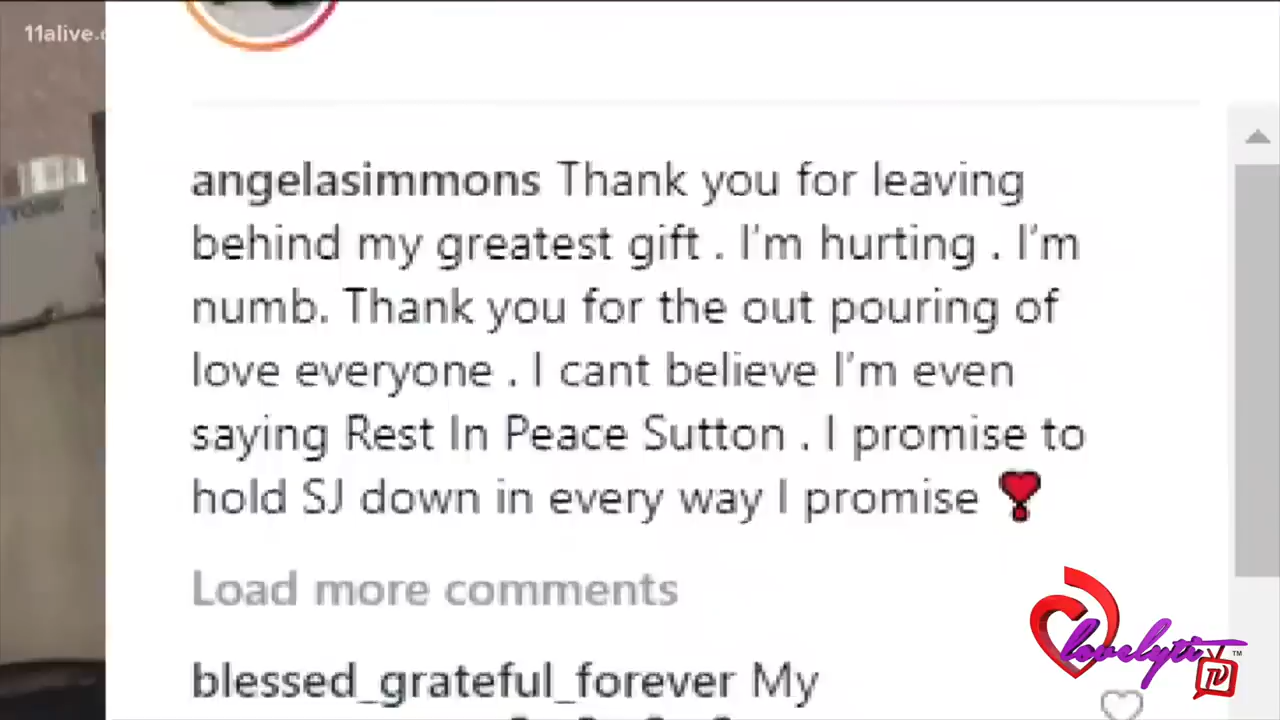 11alive.c
angelasimmons Thank you for leaving
behind my greatest gift . I'm hurting . I'm
numb. Thank you for the out pouring of
love everyone . I cant believe I'm even
saying Rest In Peace Sutton . I promise to
hold SJ down in every way I promise ❣
Load more comments
blessed_grateful_forever My
lovelyti
TV